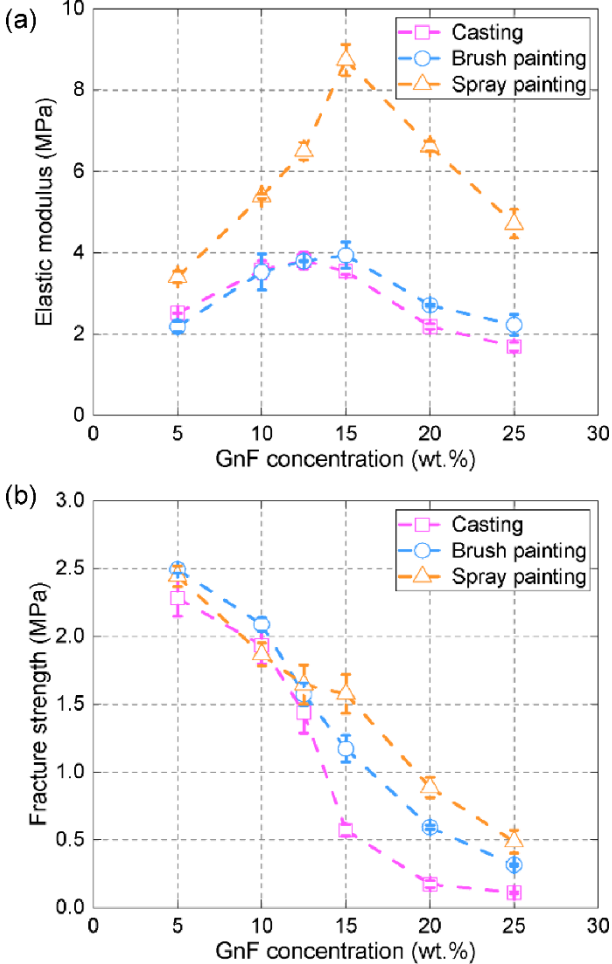 (a)
Casting
Brush painting
Spray painting
Elastic modulus (MPa)
10
8
6
4
2
0
0 5 10 15 20 25 30
GnF concentration (wt.%)
(b)
Casting
Brush painting
Spray painting
Fracture strength (MPa)
3.0
2.5
2.0
1.5
1.0
0.5
0.0
0 5 10 15 20 25 30
GnF concentration (wt.%)